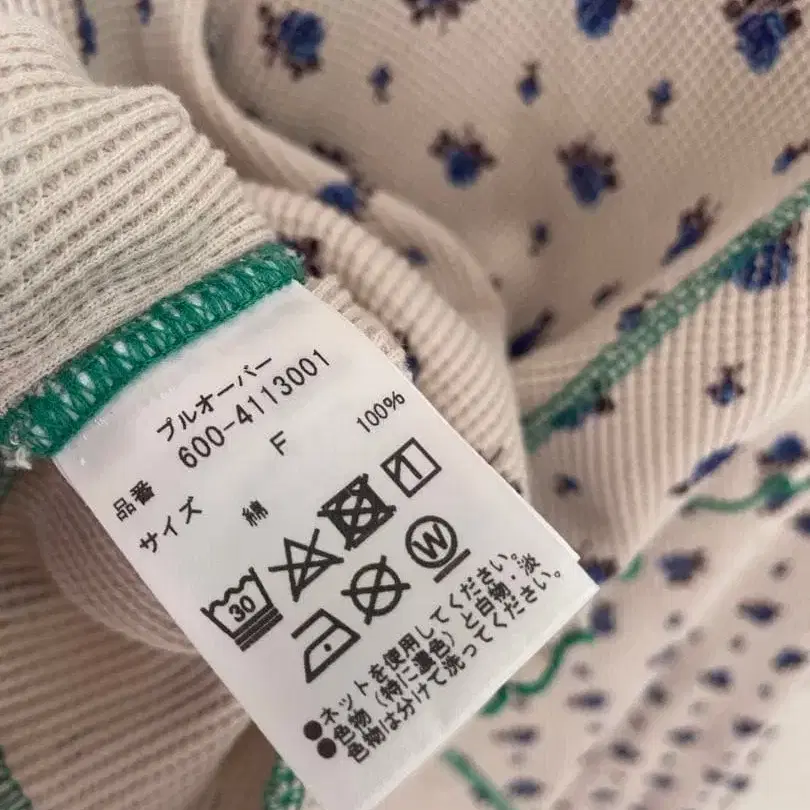 プルオーバー
品番 600-4113001
サイズ F
綿 100%
30
W
●ネットを使用してください。
●色物(特に濃色)と白物・淡
色物は分けて洗ってください。